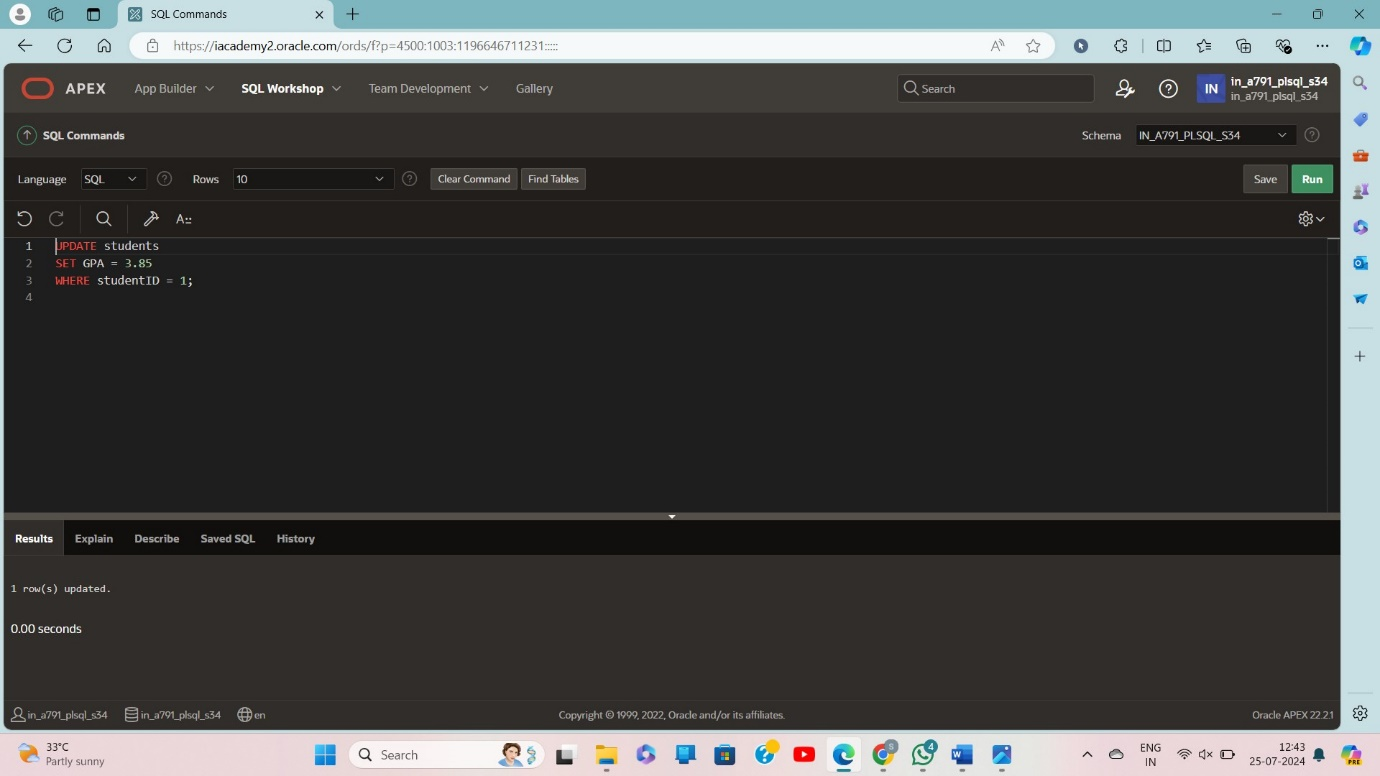 SQL Commands
https://iacademy2.oracle.com/ords/f?p=4500:1003:1196646711231:::::
APEX App Builder SQL Workshop Team Development Gallery Search IN in_a791_plsql_s34
in_a791_plsql_s34
SQL Commands Schema IN_A791_PLSQL_S34
Language SQL Rows 10 Clear Command Find Tables Save Run
A::
1 UPDATE students
2 SET GPA = 3.85
3 WHERE studentID = 1;
4
Results Explain Describe Saved SQL History
1 row(s) updated.
0.00 seconds
in_a791_plsql_s34 in_a791_plsql_s34 en Copyright © 1999, 2022, Oracle and/or its affiliates. Oracle APEX 22.2.1
33°C
Partly sunny
Search
S
4
ENG
IN
12:43
25-07-2024
PRE